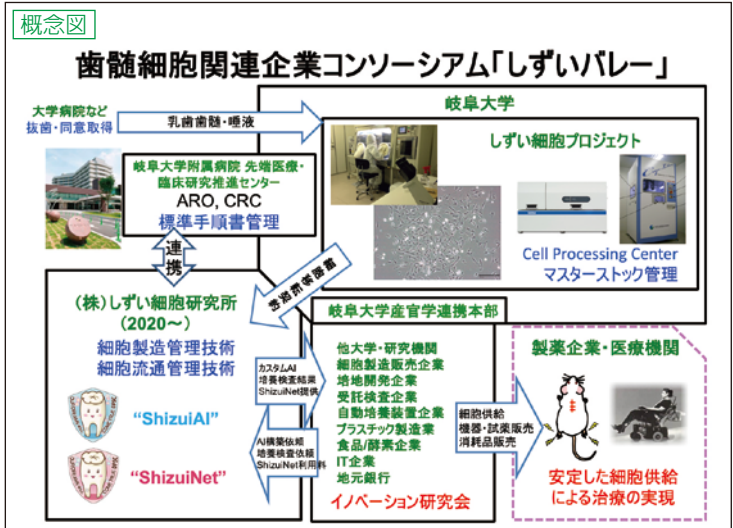 概念図
歯髄細胞関連企業コンソーシアム「しずいバレー」
大学病院など
抜歯・同意取得
乳歯歯髄・唾液
岐阜大学
しずい細胞プロジェクト
岐阜大学附属病院 先端医療・
臨床研究推進センター
ARO, CRC
標準手順書管理
Cell Processing Center
マスターストック管理
連携
細胞移転契約
(株)しずい細胞研究所
(2020~)
細胞製造管理技術
細胞流通管理技術
“ShizuiAI”
“ShizuiNet”
カスタムAI
培養検査結果
ShizuiNet提供
AI構築依頼
培養検査依頼
ShizuiNet利用料
岐阜大学産官学連携本部
他大学・研究機関
細胞製造販売企業
培地開発企業
受託検査企業
自動培養装置企業
プラスチック製造業
食品/酵素企業
IT企業
地元銀行
イノベーション研究会
細胞供給
機器・試薬販売
消耗品販売
製薬企業・医療機関
安定した細胞供給
による治療の実現